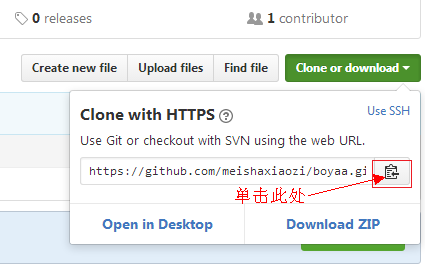 0 releases
1 contributor
Create new file
Upload files
Find file
Clone or download
Clone with HTTPS
Use SSH
Use Git or checkout with SVN using the web URL.
https://github.com/meishaxiaozi/boyaa.gi
单击此处
Open in Desktop
Download ZIP